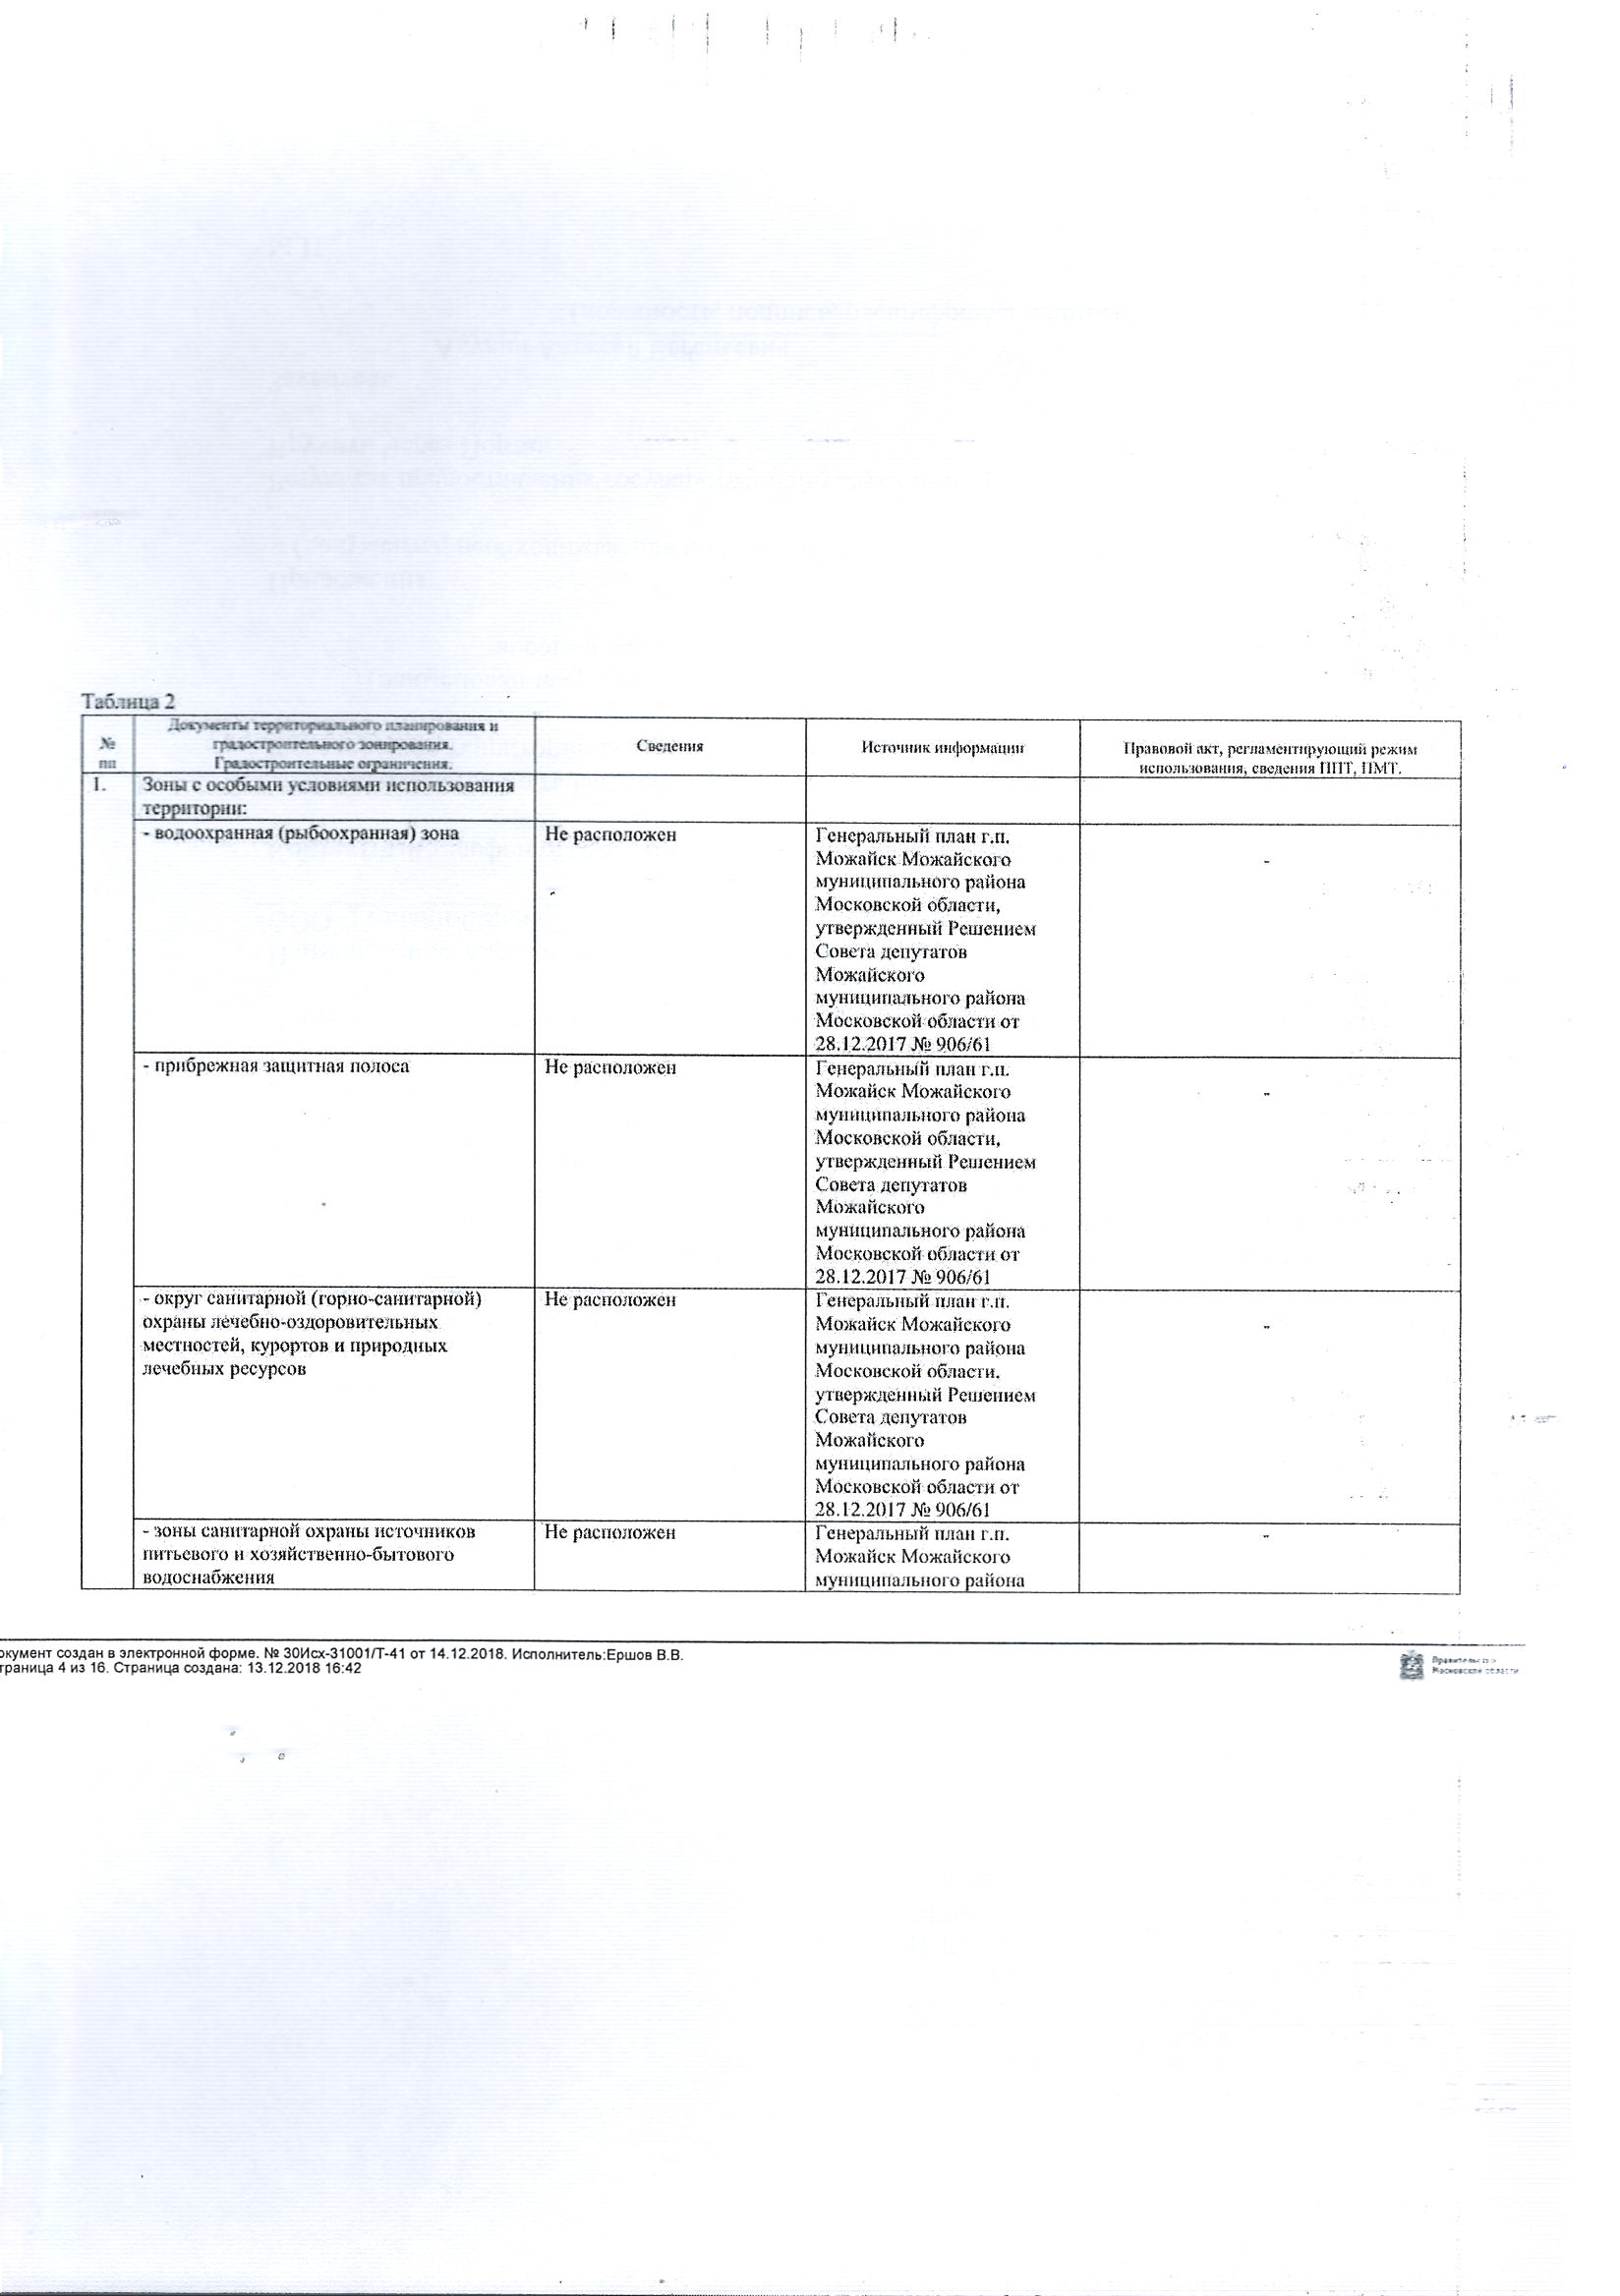 Таблица 2
№
пп
Документы территориального планирования и
градостроительного зонирования.
Градостроительные ограничения.
Сведения
Источник информации
Правовой акт, регламентирующий режим
использования, сведения ППТ, ПМТ.
1.
Зоны с особыми условиями использования
территории:
- водоохранная (рыбоохранная) зона
Не расположен
Генеральный план г.п.
Можайск Можайского
муниципального района
Московской области,
утвержденный Решением
Совета депутатов
Можайского
муниципального района
Московской области от
28.12.2017 № 906/61
-
- прибрежная защитная полоса
Не расположен
Генеральный план г.п.
Можайск Можайского
муниципального района
Московской области,
утвержденный Решением
Совета депутатов
Можайского
муниципального района
Московской области от
28.12.2017 № 906/61
-
- округ санитарной (горно-санитарной)
охраны лечебно-оздоровительных
местностей, курортов и природных
лечебных ресурсов
Не расположен
Генеральный план г.п.
Можайск Можайского
муниципального района
Московской области.
утвержденный Решением
Совета депутатов
Можайского
муниципального района
Московской области от
28.12.2017 № 906/61
-
- зоны санитарной охраны источников
питьевого и хозяйственно-бытового
водоснабжения
Не расположен
Генеральный план г.п.
Можайск Можайского
муниципального района
-
окумент создан в электронной форме. № 30Исх-31001/Т-41 от 14.12.2018. Исполнитель:Ершов В.В.
траница 4 из 16. Страница создана: 13.12.2018 16:42
Правительство
Московской области